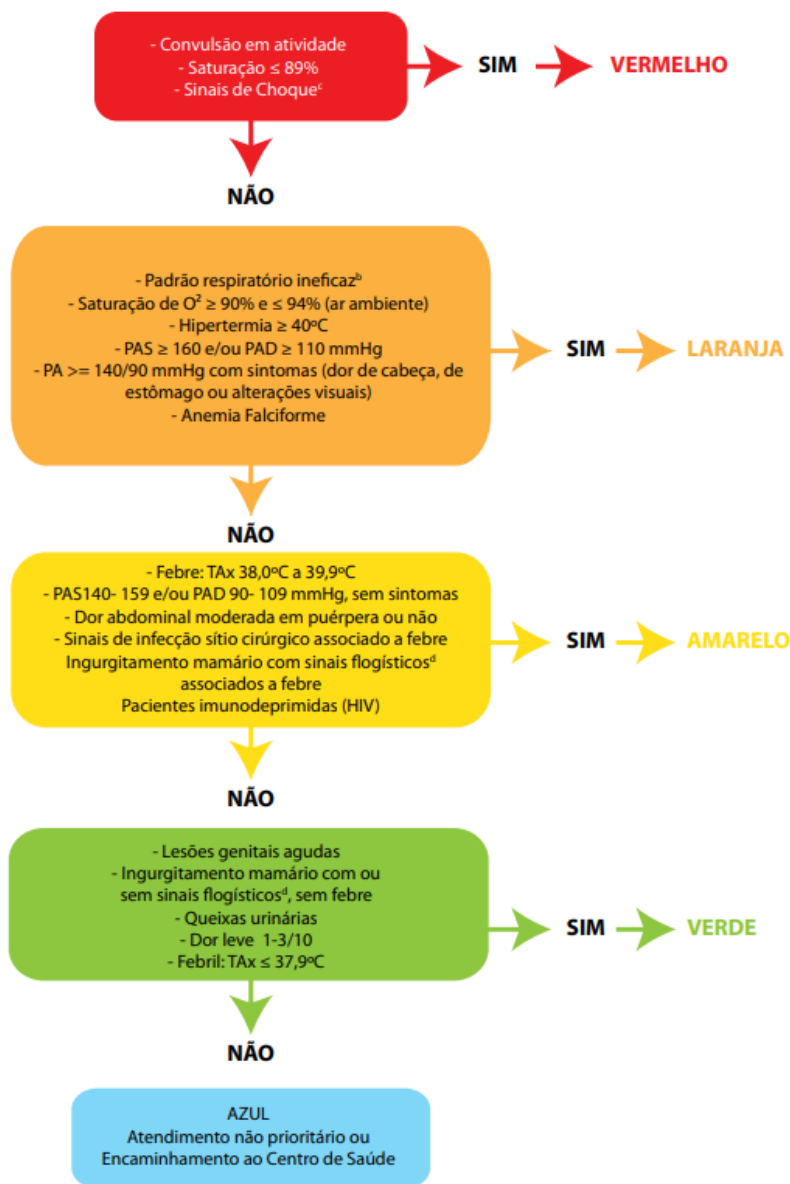 - Convulsão em atividade
- Saturação ≤ 89%
- Sinais de Choqueᶜ
SIM
VERMELHO
NÃO
- Padrão respiratório ineficazᵇ
- Saturação de O² ≥ 90% e ≤ 94% (ar ambiente)
- Hipertermia ≥ 40ºC
- PAS ≥ 160 e/ou PAD ≥ 110 mmHg
- PA >= 140/90 mmHg com sintomas (dor de cabeça, de
estômago ou alterações visuais)
- Anemia Falciforme
SIM
LARANJA
NÃO
- Febre: TAx 38,0ºC a 39,9ºC
- PAS140- 159 e/ou PAD 90- 109 mmHg, sem sintomas
- Dor abdominal moderada em puérpera ou não
- Sinais de infecção sítio cirúrgico associado a febre
Ingurgitamento mamário com sinais flogísticosᵈ
associados a febre
Pacientes imunodeprimidas (HIV)
SIM
AMARELO
NÃO
- Lesões genitais agudas
- Ingurgitamento mamário com ou
sem sinais flogísticosᵈ, sem febre
- Queixas urinárias
- Dor leve 1-3/10
- Febril: TAx ≤ 37,9ºC
SIM
VERDE
NÃO
AZUL
Atendimento não prioritário ou
Encaminhamento ao Centro de Saúde